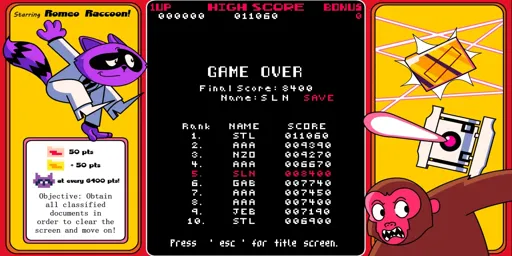 Starring Romeo Raccoon!
50 pts
- 50 pts
at every 6400 pts!
Objective: Obtain
all classified
documents in
order to clear the
screen and move on!
1UP HIGH SCORE BONUS
000000 011060 0
GAME OVER
Final Score: 8400
Name: SLN SAVE
Rank NAME SCORE
1. STL 011060
2. AAA 009390
3. NZO 009270
4. AAA 006670
5. SLN 008400
6. GAB 007740
7. AAA 007450
8. AAA 007400
9. JEB 007190
10. STL 006900
Press ' esc ' for title screen.